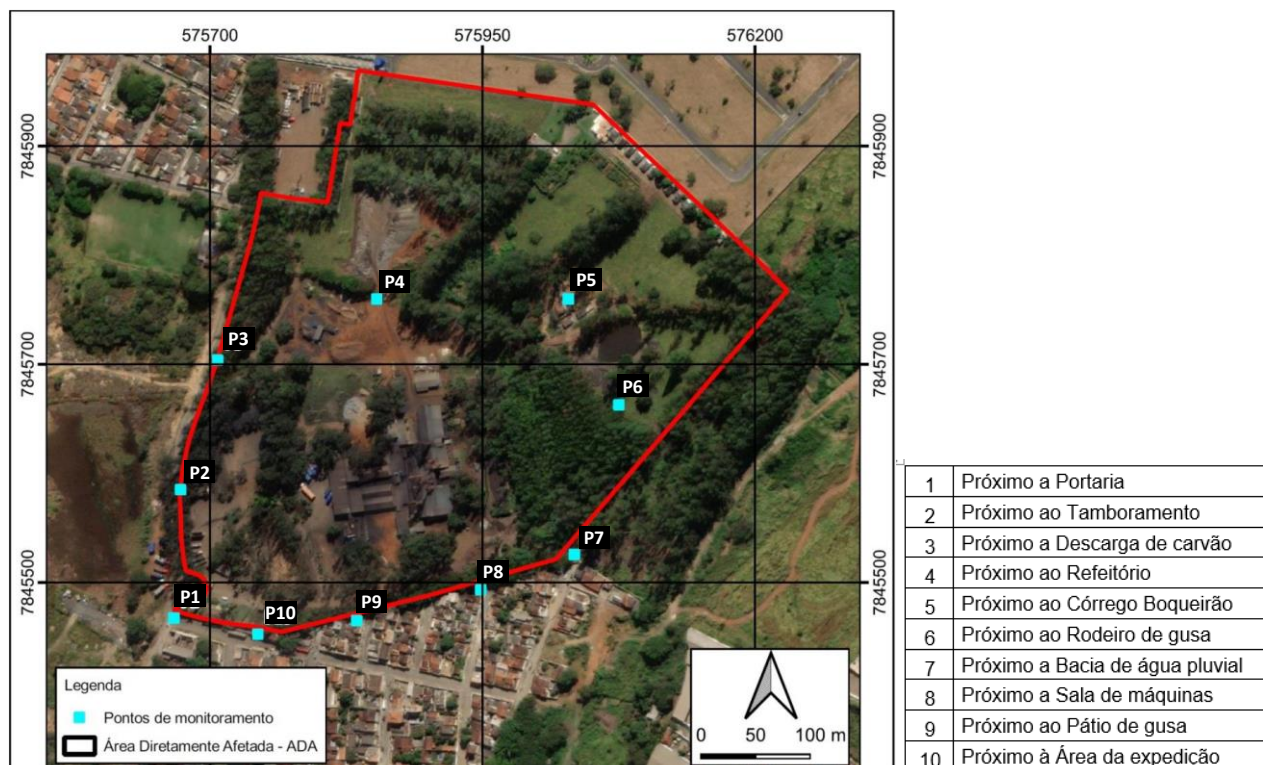 575700 575950 576200
7845900 7845900
P4 P5
P3
7845700 7845700
P6
P2
P7
7845500 7845500
P8
P1
P10 P9
Legenda
Pontos de monitoramento
Área Diretamente Afetada - ADA
0 50 100 m
1 Próximo a Portaria
2 Próximo ao Tamboramento
3 Próximo a Descarga de carvão
4 Próximo ao Refeitório
5 Próximo ao Córrego Boqueirão
6 Próximo ao Rodeiro de gusa
7 Próximo a Bacia de água pluvial
8 Próximo a Sala de máquinas
9 Próximo ao Pátio de gusa
10 Próximo à Área da expedição